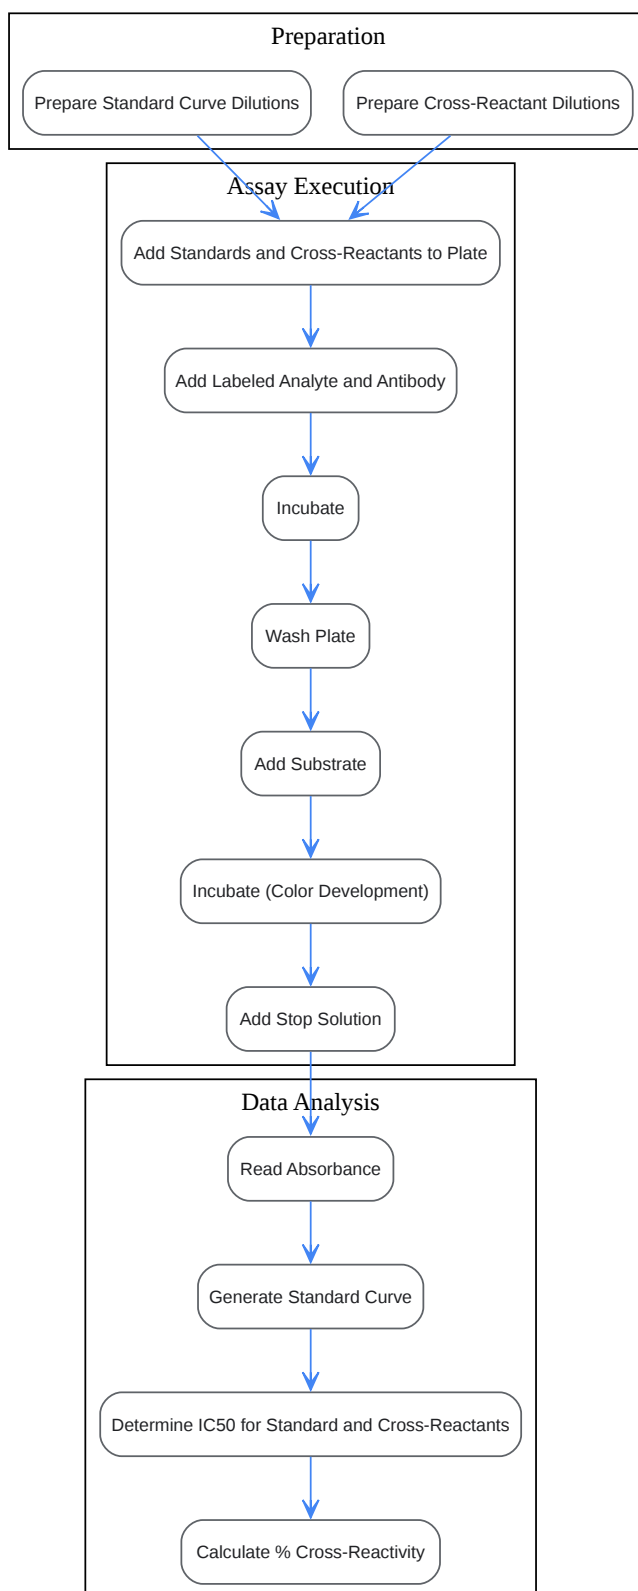 Preparation
Prepare Standard Curve Dilutions
Prepare Cross-Reactant Dilutions
Assay Execution
Add Standards and Cross-Reactants to Plate
Add Labeled Analyte and Antibody
Incubate
Wash Plate
Add Substrate
Incubate (Color Development)
Add Stop Solution
Data Analysis
Read Absorbance
Generate Standard Curve
Determine IC50 for Standard and Cross-Reactants
Calculate % Cross-Reactivity